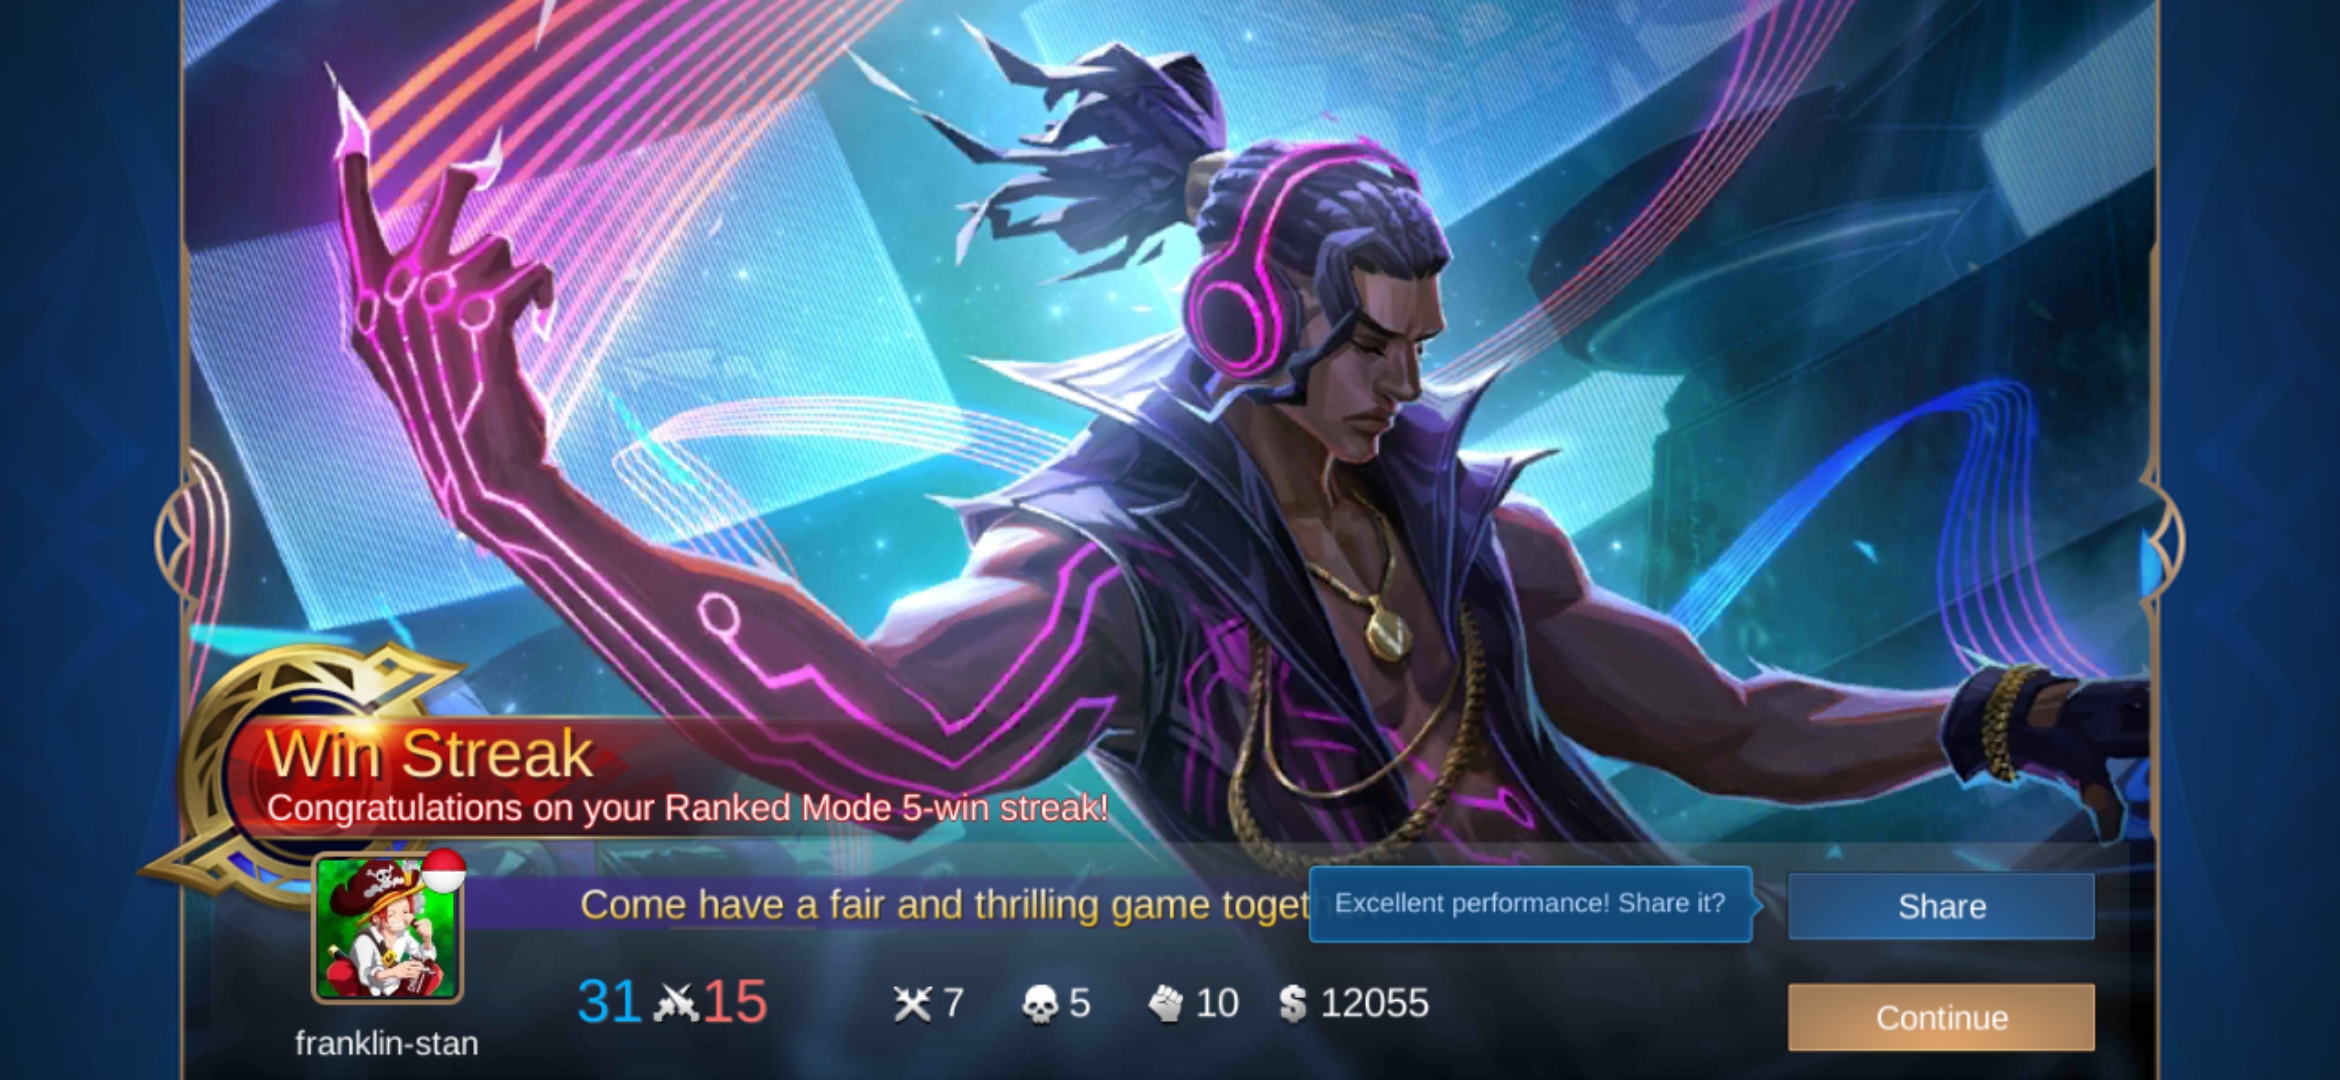 Win Streak
Congratulations on your Ranked Mode 5-win streak!
Come have a fair and thrilling game toget
Excellent performance! Share it?
Share
31 15 7 5 10 $ 12055
Continue
franklin-stan